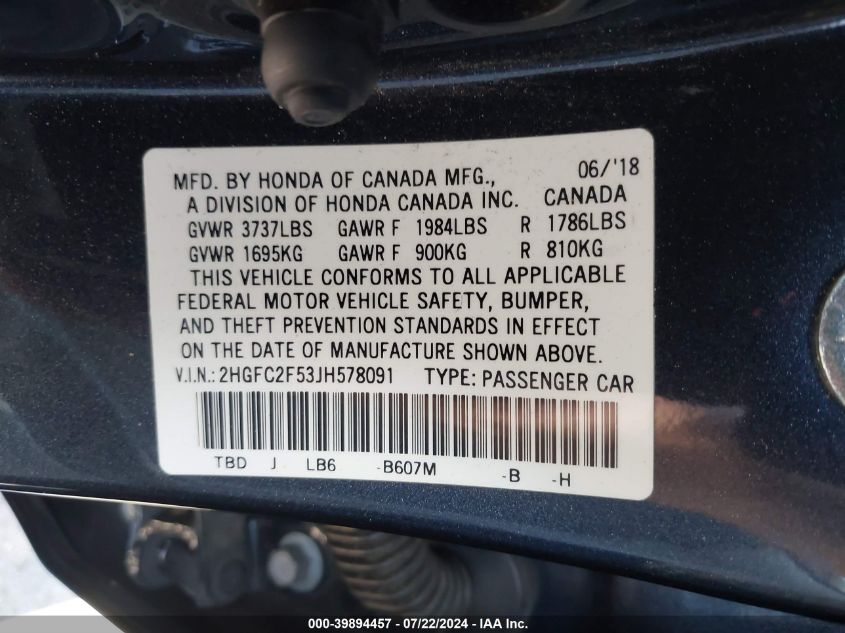 MFD. BY HONDA OF CANADA MFG., 06/'18
A DIVISION OF HONDA CANADA INC. CANADA
GVWR 3737LBS GAWR F 1984LBS R 1786LBS
GVWR 1695KG GAWR F 900KG R 810KG
THIS VEHICLE CONFORMS TO ALL APPLICABLE
FEDERAL MOTOR VEHICLE SAFETY, BUMPER,
AND THEFT PREVENTION STANDARDS IN EFFECT
ON THE DATE OF MANUFACTURE SHOWN ABOVE.
V.I.N.: 2HGFC2F53JH578091 TYPE: PASSENGER CAR
TBD J LB6 -B607M -B -H
000-39894457 - 07/22/2024 - IAA Inc.